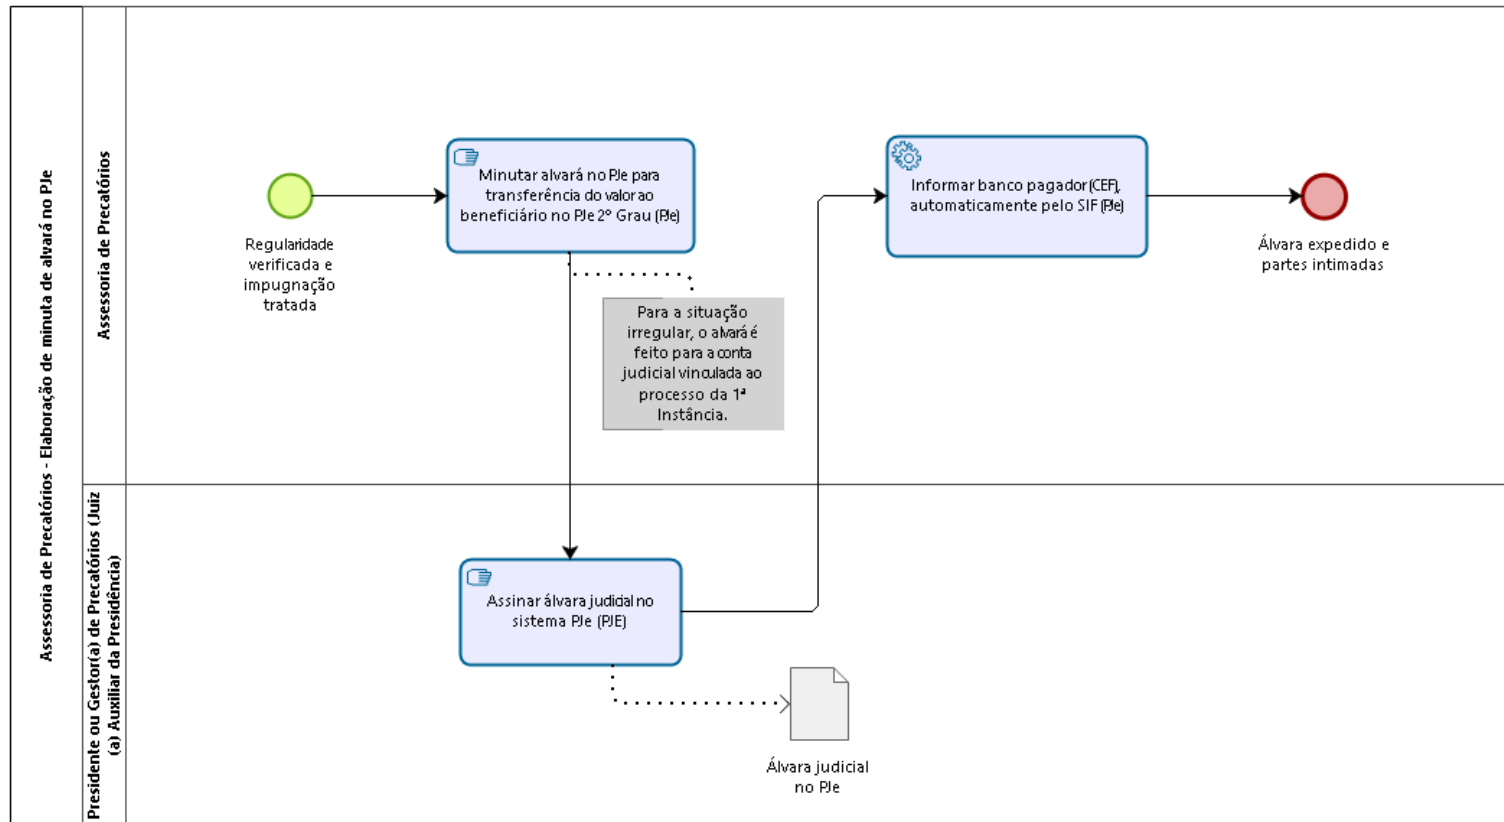 Assessoria de Precatórios - Elaboração de minuta de alvará no PJe
Assessoria de Precatórios
Regularidade
verificada e
impugnação
tratada
Minutar alvará no PJe para
transferência do valor ao
beneficiário no PJe 2º Grau (PJe)
Para a situação
irregular, o alvará é
feito para a conta
judicial vinculada ao
processo da 1ª
Instância.
Informar banco pagador(CEF),
automaticamente pelo SIF (PJe)
Álvara expedido e
partes intimadas
Presidente ou Gestor(a) de Precatórios (Juiz
(a) Auxiliar da Presidência)
Assinar álvara judicial no
sistema PJe (PJE)
Álvara judicial
no PJe